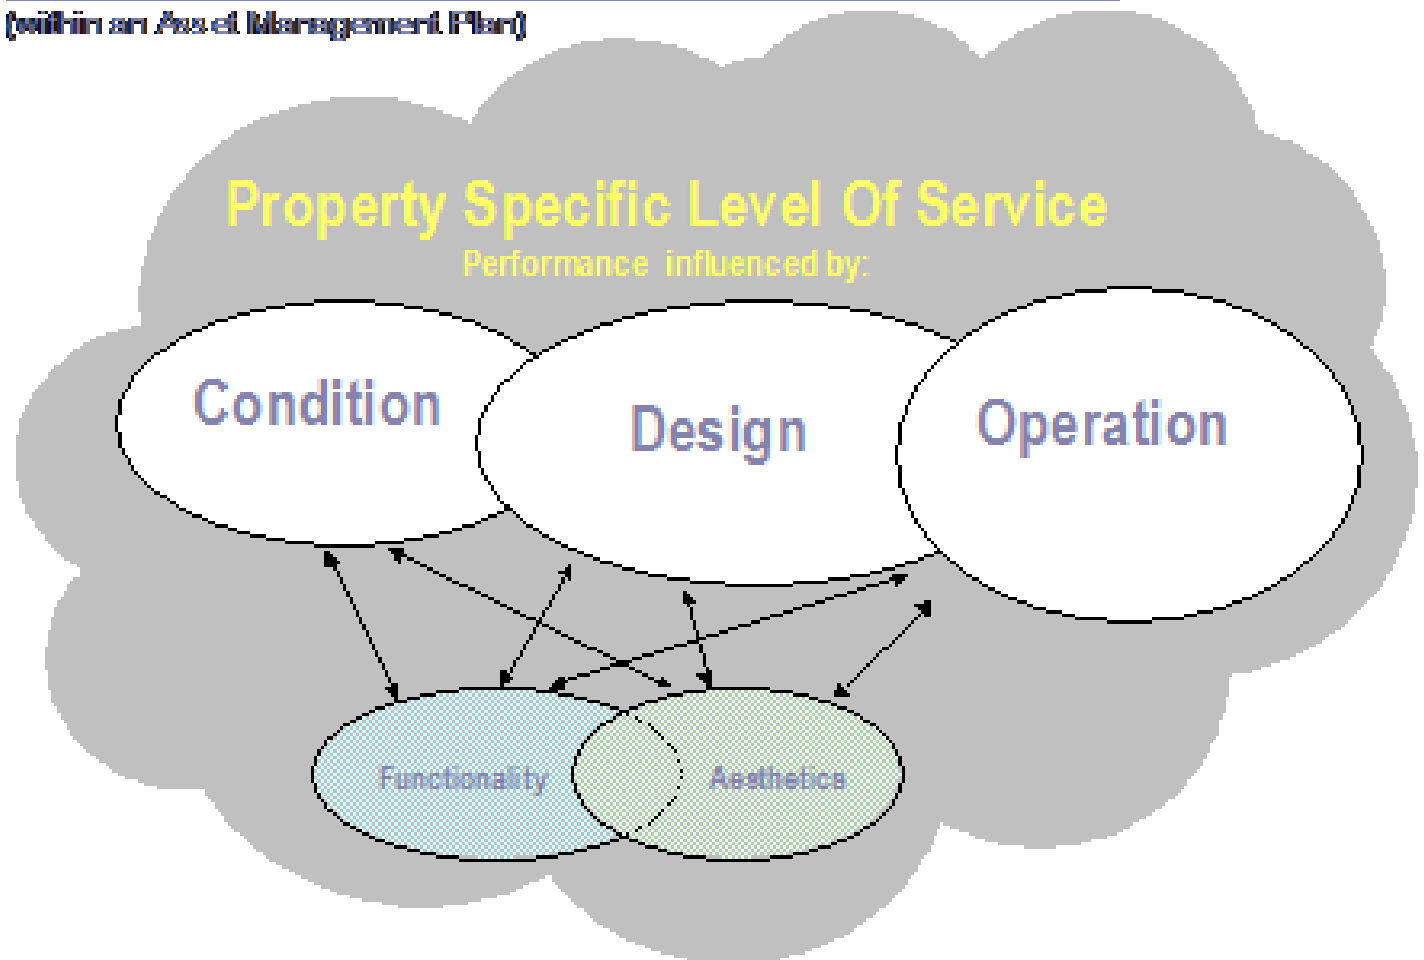 (within an Asset Management Plan)
Property Specific Level Of Service
Performance influenced by:
Condition
Design
Operation
Functionality
Aesthetics